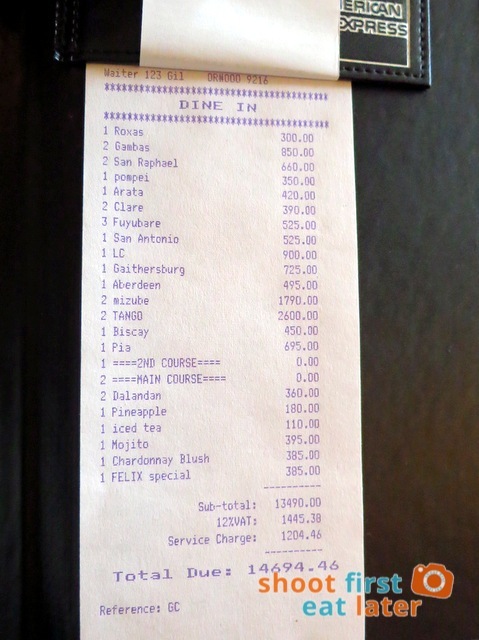 AMERICAN
EXPRESS
Waiter 123 Gil ORN000 9216
DINE IN
1 Roxas 300.00
2 Gambas 850.00
2 San Raphael 660.00
1 pompei 350.00
1 Arata 420.00
2 Clare 390.00
3 Fuyubare 525.00
1 San Antonio 525.00
1 LC 900.00
1 Gaithersburg 725.00
1 Aberdeen 495.00
2 mizube 1790.00
2 TANGO 2600.00
1 Biscay 450.00
1 Pia 695.00
1 ====2ND COURSE==== 0.00
2 ====MAIN COURSE==== 0.00
2 Dalandan 360.00
1 Pineapple 180.00
1 iced tea 110.00
1 Mojito 395.00
1 Chardonnay Blush 385.00
1 FELIX special 385.00
----------
Sub-total: 13490.00
12%VAT: 1445.38
Service Charge: 1204.46
----------
Total Due: 14694.46
shoot first
eat later
Reference: GC